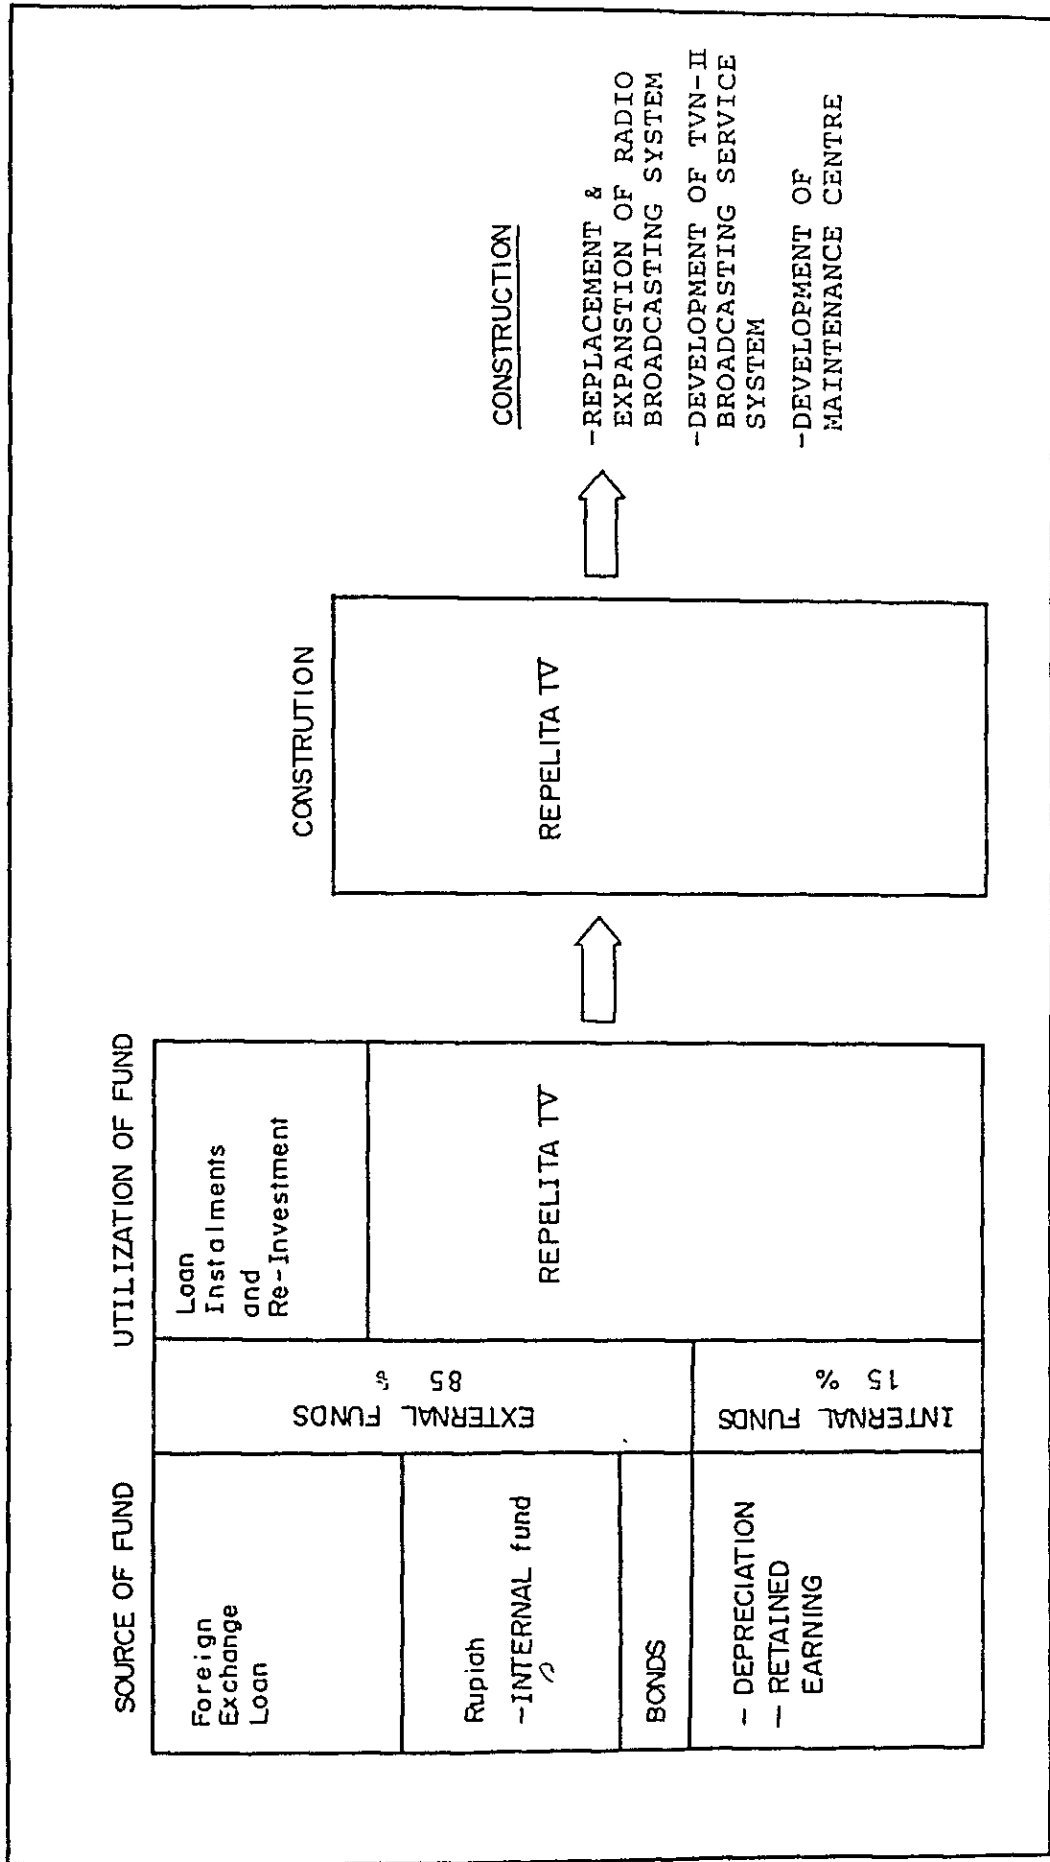 SOURCE OF FUND
Foreign
Exchange
Loan
Rupiah
-INTERNAL fund
BONDS
- DEPRECIATION
- RETAINED
EARNING
EXTERNAL FUNDS
85 %
INTERNAL FUNDS
15 %
UTILIZATION OF FUND
Loan
Instalments
and
Re-Investment
REPELITA TV
CONSTRUTION
REPELITA TV
CONSTRUCTION
-REPLACEMENT &
EXPANSTION OF RADIO
BROADCASTING SYSTEM
-DEVELOPMENT OF TVN-II
BROADCASTING SERVICE
SYSTEM
-DEVELOPMENT OF
MAINTENANCE CENTRE